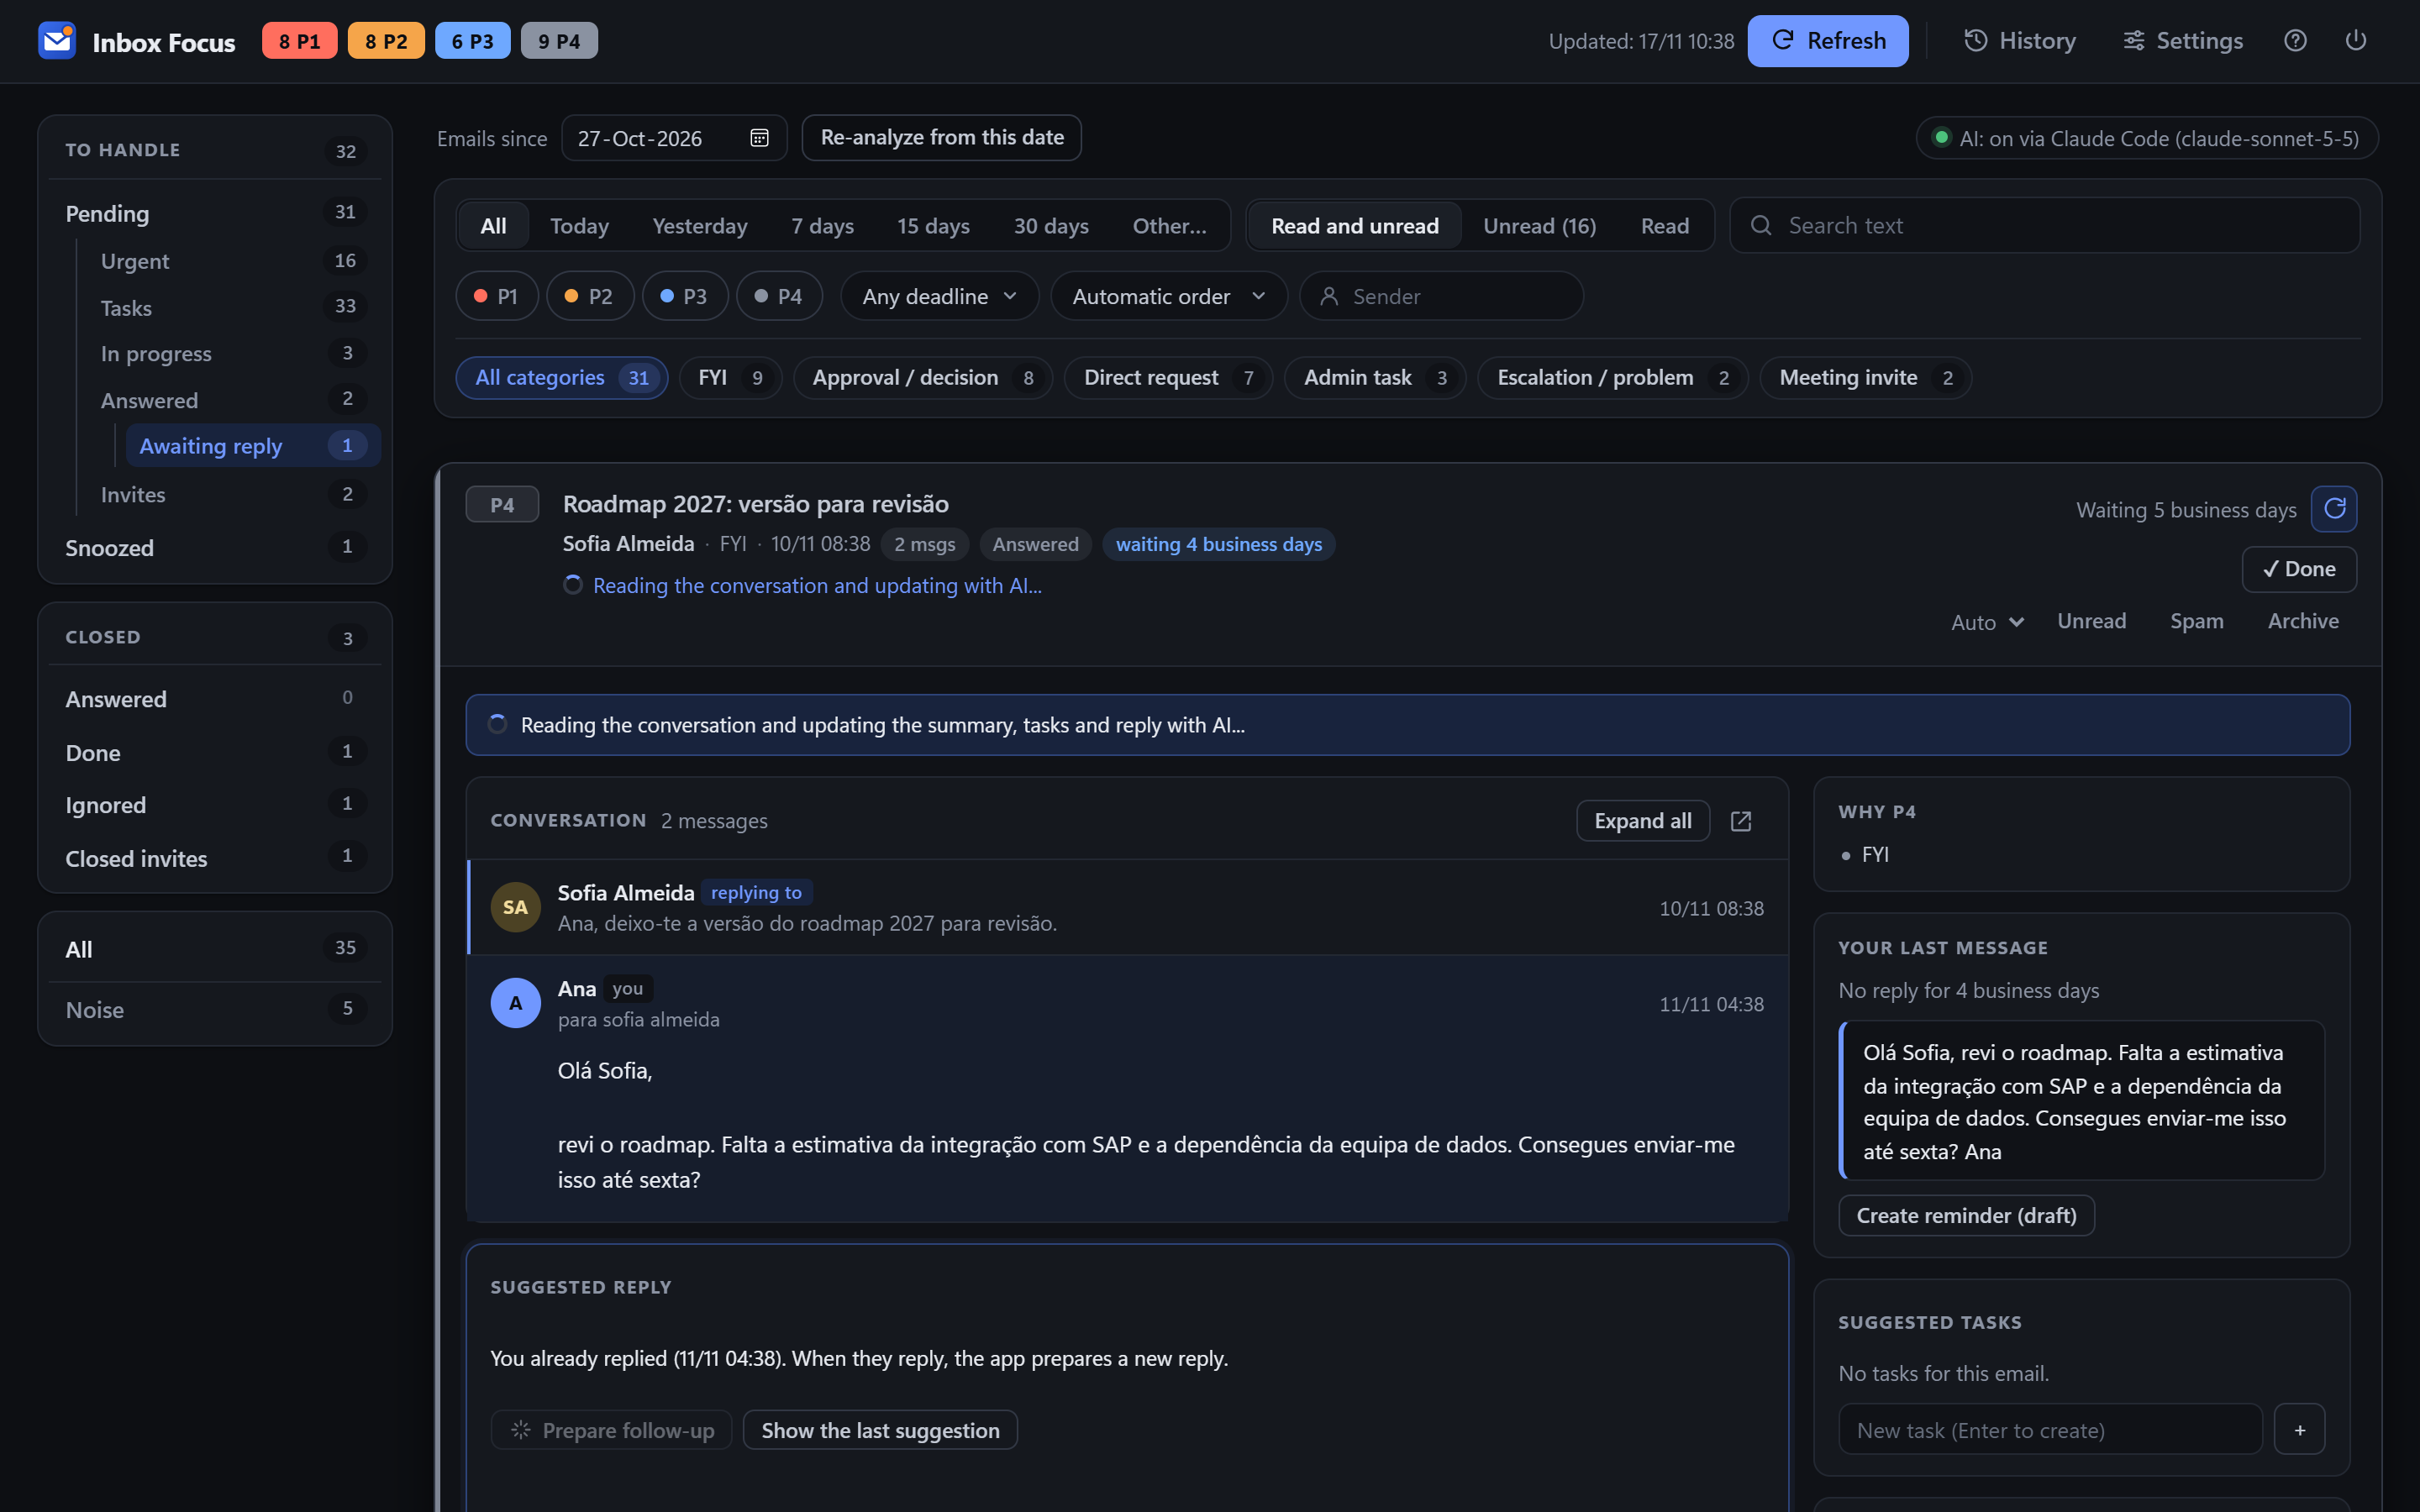 Inbox Focus
8 P1
8 P2
6 P3
9 P4
Updated: 17/11 10:38
Refresh
History
Settings
TO HANDLE 32
Pending 31
Urgent 16
Tasks 33
In progress 3
Answered 2
Awaiting reply 1
Invites 2
Snoozed 1
CLOSED 3
Answered 0
Done 1
Ignored 1
Closed invites 1
All 35
Noise 5
Emails since 27-Oct-2026 Re-analyze from this date
AI: on via Claude Code (claude-sonnet-5-5)
All Today Yesterday 7 days 15 days 30 days Other...
Read and unread Unread (16) Read
Search text
P1 P2 P3 P4
Any deadline
Automatic order
Sender
All categories 31
FYI 9
Approval / decision 8
Direct request 7
Admin task 3
Escalation / problem 2
Meeting invite 2
P4
Roadmap 2027: versão para revisão
Sofia Almeida · FYI · 10/11 08:38 2 msgs Answered waiting 4 business days
Reading the conversation and updating with AI...
Waiting 5 business days
✓ Done
Auto Unread Spam Archive
Reading the conversation and updating the summary, tasks and reply with AI...
CONVERSATION 2 messages
Expand all
SA
Sofia Almeida replying to
Ana, deixo-te a versão do roadmap 2027 para revisão.
10/11 08:38
A
Ana you
para sofia almeida
11/11 04:38
Olá Sofia,
revi o roadmap. Falta a estimativa da integração com SAP e a dependência da equipa de dados. Consegues enviar-me
isso até sexta?
SUGGESTED REPLY
You already replied (11/11 04:38). When they reply, the app prepares a new reply.
Prepare follow-up
Show the last suggestion
WHY P4
FYI
YOUR LAST MESSAGE
No reply for 4 business days
Olá Sofia, revi o roadmap. Falta a estimativa
da integração com SAP e a dependência da
equipa de dados. Consegues enviar-me isso
até sexta? Ana
Create reminder (draft)
SUGGESTED TASKS
No tasks for this email.
New task (Enter to create)
+